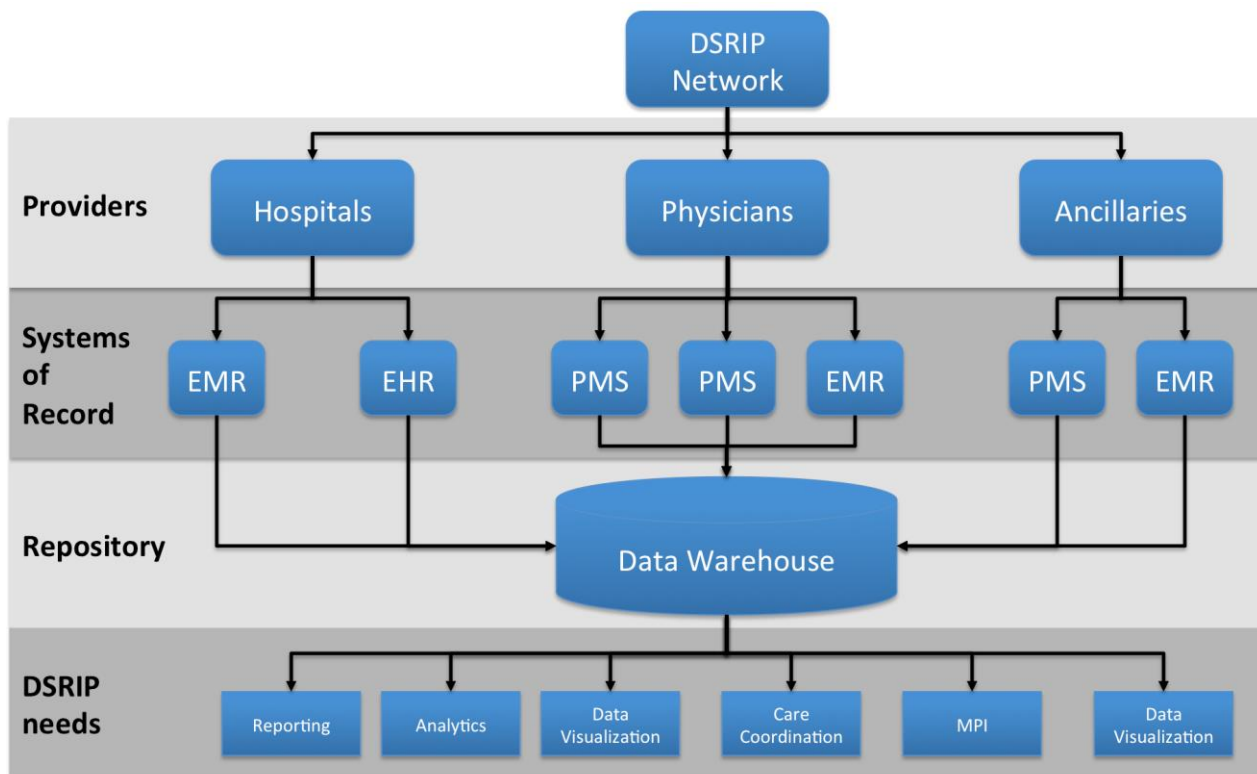 DSRIP
Network
Providers
Hospitals
Physicians
Ancillaries
Systems
of
Record
EMR
EHR
PMS
PMS
EMR
PMS
EMR
Repository
Data Warehouse
DSRIP
needs
Reporting
Analytics
Data
Visualization
Care
Coordination
MPI
Data
Visualization